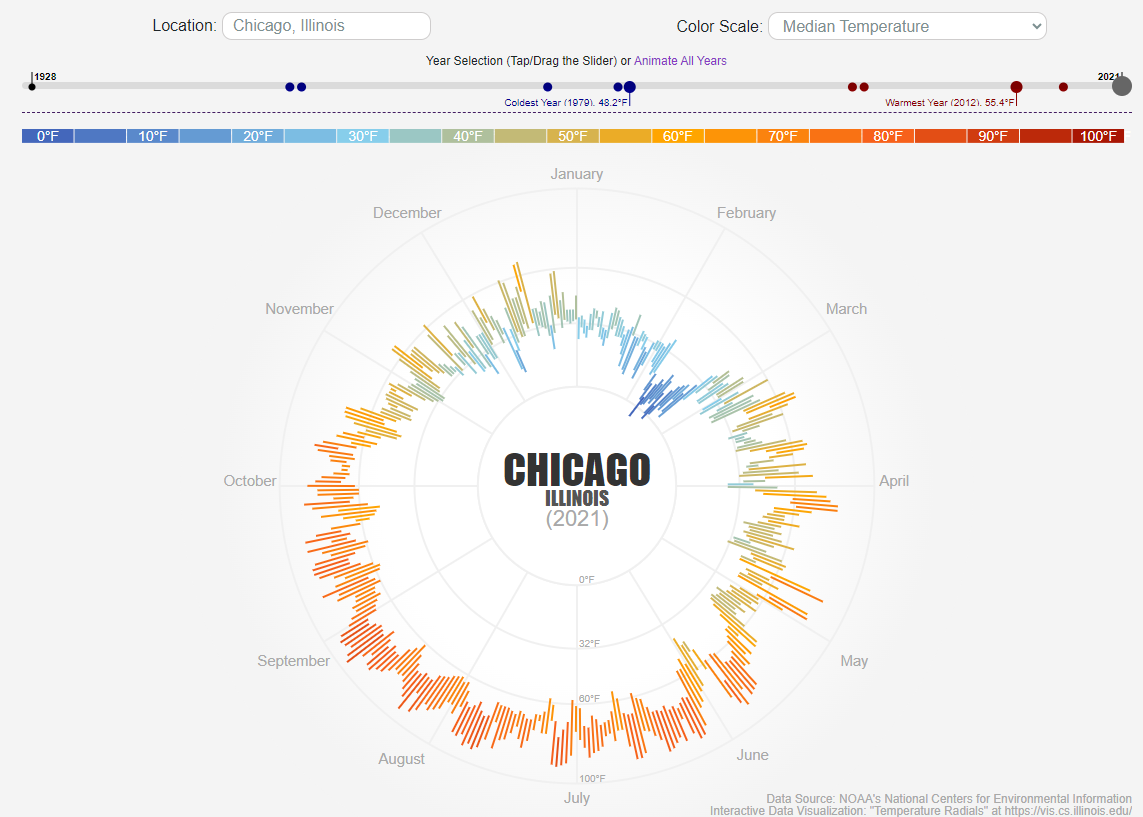 Location: Chicago, Illinois
Color Scale: Median Temperature
Year Selection (Tap/Drag the Slider) or Animate All Years
1928
2021
Coldest Year (1979), 48.2°F
Warmest Year (2012), 55.4°F
0°F 10°F 20°F 30°F 40°F 50°F 60°F 70°F 80°F 90°F 100°F
January
December
February
November
March
CHICAGO
ILLINOIS
(2021)
October
April
0°F
32°F
September
May
60°F
August
June
100°F
July
Data Source: NOAA's National Centers for Environmental Information
Interactive Data Visualization: "Temperature Radials" at https://vis.cs.illinois.edu/